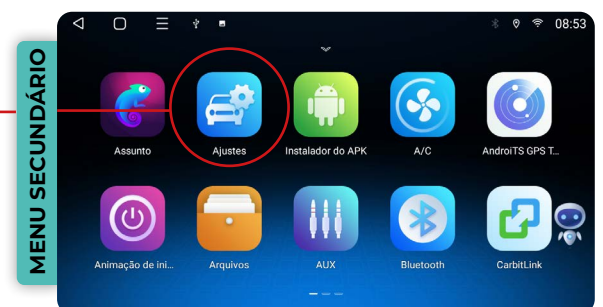 MENU SECUNDÁRIO
08:53
Assunto
Ajustes
Instalador do APK
A/C
AndroiTS GPS T...
Animação de ini...
Arquivos
AUX
Bluetooth
CarbitLink